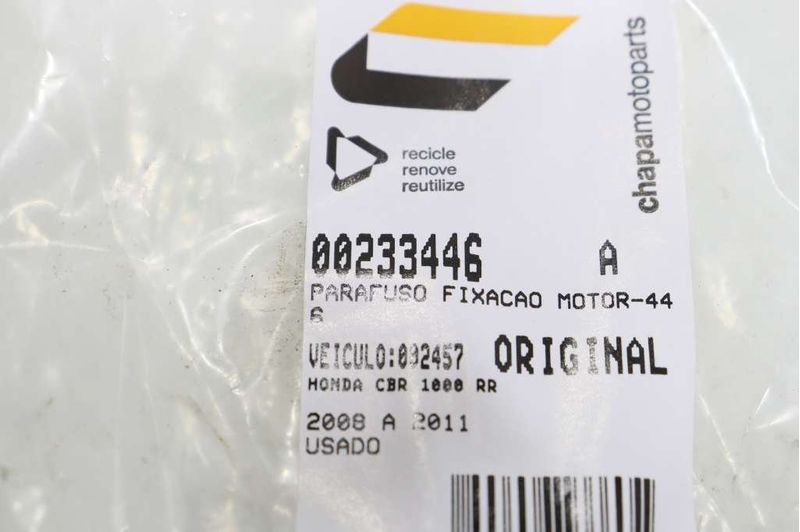 chapamotoparts
recicle
renove
reutilize
00233446 A
PARAFUSO FIXACAO MOTOR-44
6
VEICULO:092457 ORIGINAL
HONDA CBR 1000 RR
2008 A 2011
USADO